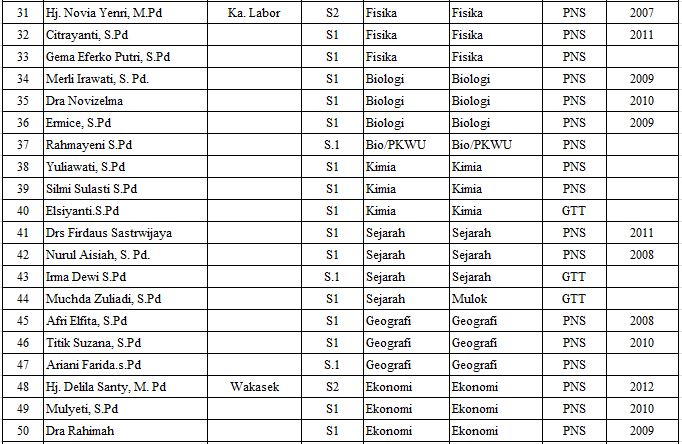 31 Hj. Novia Yenri, M.Pd Ka. Labor S2 Fisika Fisika PNS 2007
32 Citrayanti, S.Pd S1 Fisika Fisika PNS 2011
33 Gema Eferko Putri, S.Pd S1 Fisika Fisika PNS
34 Merli Irawati, S. Pd. S1 Biologi Biologi PNS 2009
35 Dra Novizelma S1 Biologi Biologi PNS 2010
36 Ermice, S.Pd S1 Biologi Biologi PNS 2009
37 Rahmayeni S.Pd S.1 Bio/PKWU Bio/PKWU PNS
38 Yuliawati, S.Pd S1 Kimia Kimia PNS
39 Silmi Sulasti S.Pd S1 Kimia Kimia PNS
40 Elsiyanti.S.Pd S1 Kimia Kimia GTT
41 Drs Firdaus Sastrwijaya S1 Sejarah Sejarah PNS 2011
42 Nurul Aisiah, S. Pd. S1 Sejarah Sejarah PNS 2008
43 Irma Dewi S.Pd S.1 Sejarah Sejarah GTT
44 Muchda Zuliadi, S.Pd S1 Sejarah Mulok GTT
45 Afri Elfita, S.Pd S1 Geografi Geografi PNS 2008
46 Titik Suzana, S.Pd S1 Geografi Geografi PNS 2010
47 Ariani Farida.s.Pd S.1 Geografi Geografi PNS
48 Hj. Delila Santy, M. Pd Wakasek S2 Ekonomi Ekonomi PNS 2012
49 Mulyeti, S.Pd S1 Ekonomi Ekonomi PNS 2010
50 Dra Rahimah S1 Ekonomi Ekonomi PNS 2009